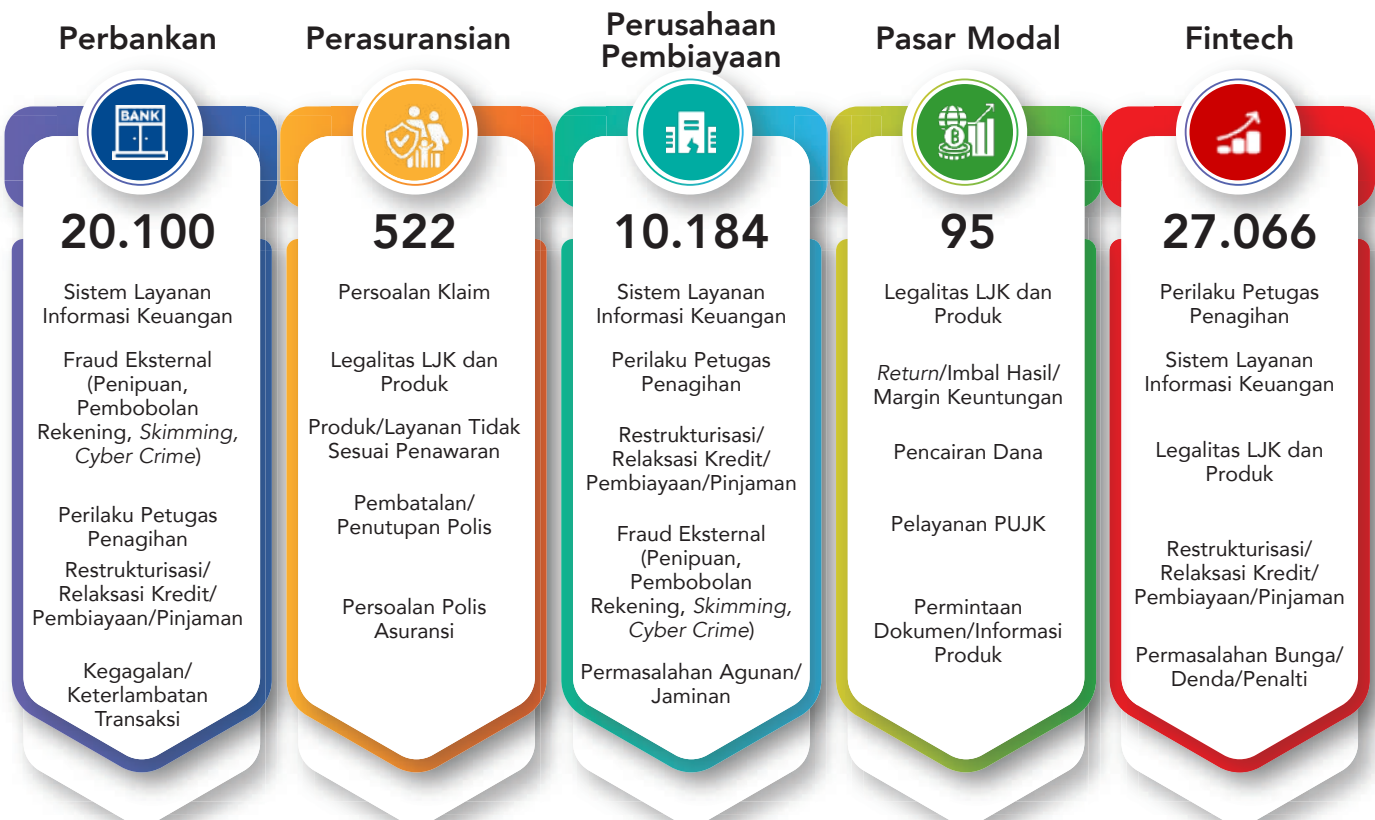 Perbankan
BANK
20.100
Sistem Layanan
Informasi Keuangan
Fraud Eksternal
(Penipuan,
Pembobolan
Rekening, Skimming,
Cyber Crime)
Perilaku Petugas
Penagihan
Restrukturisasi/
Relaksasi Kredit/
Pembiayaan/Pinjaman
Kegagalan/
Keterlambatan
Transaksi
Perasuransian
522
Persoalan Klaim
Legalitas LJK dan
Produk
Produk/Layanan Tidak
Sesuai Penawaran
Pembatalan/
Penutupan Polis
Persoalan Polis
Asuransi
Perusahaan
Pembiayaan
10.184
Sistem Layanan
Informasi Keuangan
Perilaku Petugas
Penagihan
Restrukturisasi/
Relaksasi Kredit/
Pembiayaan/Pinjaman
Fraud Eksternal
(Penipuan,
Pembobolan
Rekening, Skimming,
Cyber Crime)
Permasalahan Agunan/
Jaminan
Pasar Modal
95
Legalitas LJK dan
Produk
Return/Imbal Hasil/
Margin Keuntungan
Pencairan Dana
Pelayanan PUJK
Permintaan
Dokumen/Informasi
Produk
Fintech
27.066
Perilaku Petugas
Penagihan
Sistem Layanan
Informasi Keuangan
Legalitas LJK dan
Produk
Restrukturisasi/
Relaksasi Kredit/
Pembiayaan/Pinjaman
Permasalahan Bunga/
Denda/Penalti